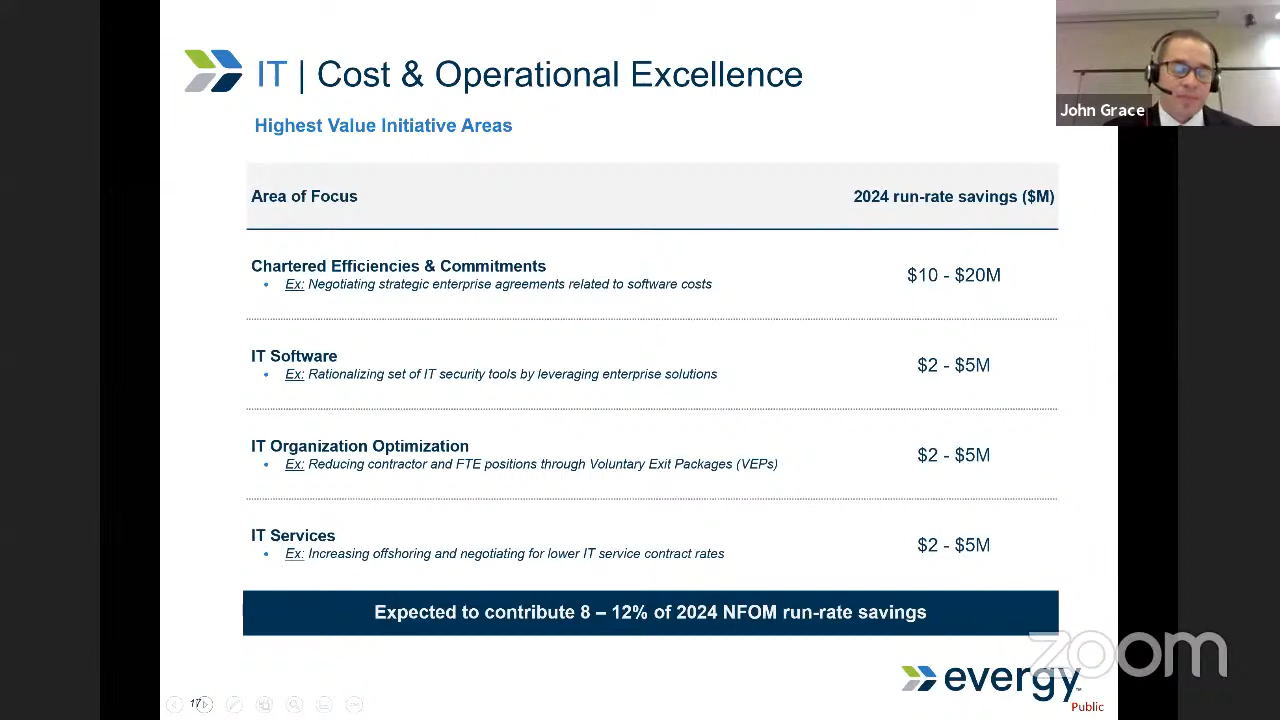 IT | Cost & Operational Excellence
John Grace
Highest Value Initiative Areas
Area of Focus
2024 run-rate savings ($M)
Chartered Efficiencies & Commitments
$10 - $20M
• Ex: Negotiating strategic enterprise agreements related to software costs
IT Software
$2 - $5M
• Ex: Rationalizing set of IT security tools by leveraging enterprise solutions
IT Organization Optimization
$2 - $5M
• Ex: Reducing contractor and FTE positions through Voluntary Exit Packages (VEPs)
IT Services
$2 - $5M
• Ex: Increasing offshoring and negotiating for lower IT service contract rates
Expected to contribute 8 – 12% of 2024 NFOM run-rate savings
zoom
evergy
17
Public